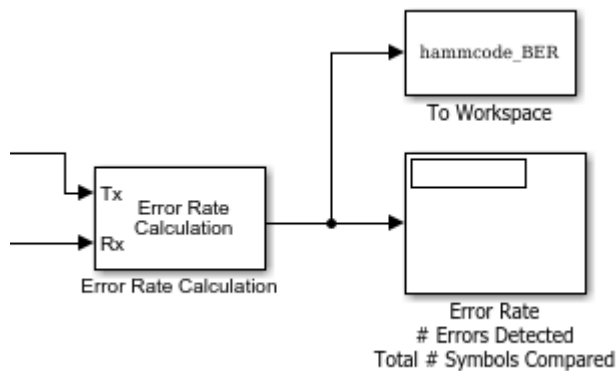 hammcode_BER
To Workspace
Tx
Error Rate
Calculation
Rx
Error Rate Calculation
Error Rate
# Errors Detected
Total # Symbols Compared